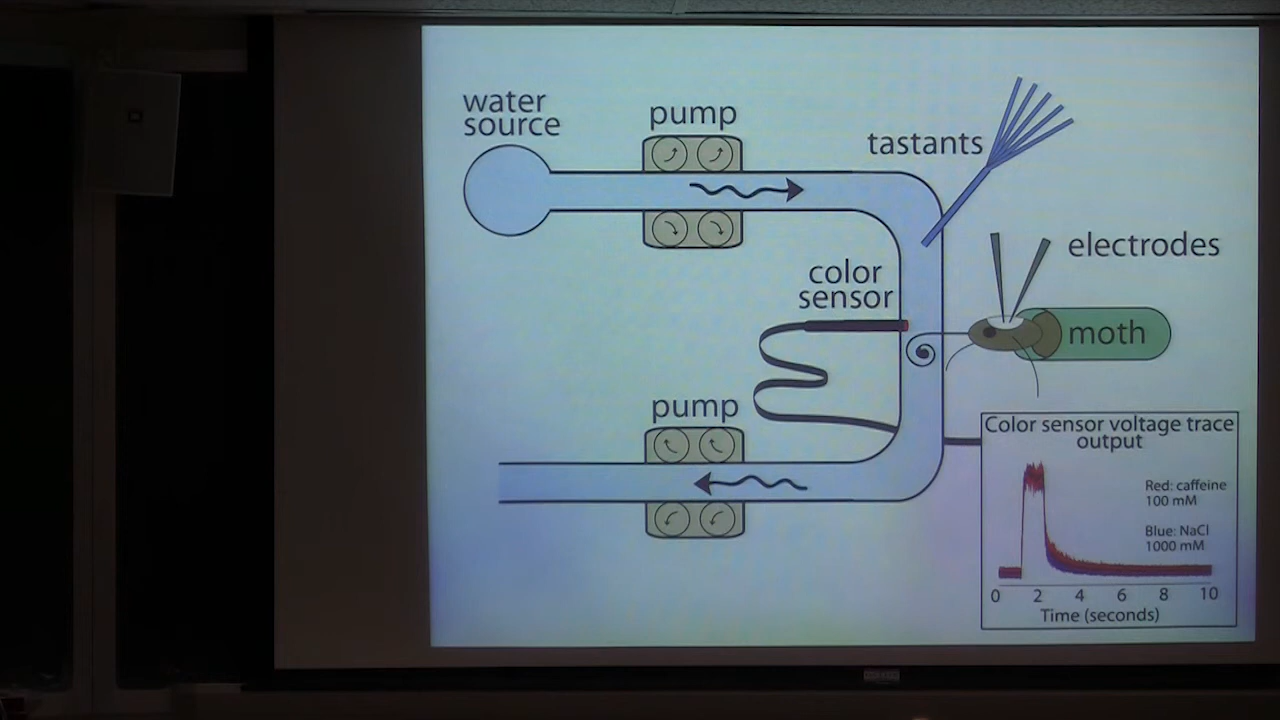 water
source
pump
tastants
electrodes
color
sensor
moth
pump
Color sensor voltage trace
output
Red: caffeine
100 mM
Blue: NaCl
1000 mM
0 2 4 6 8 10
Time (seconds)